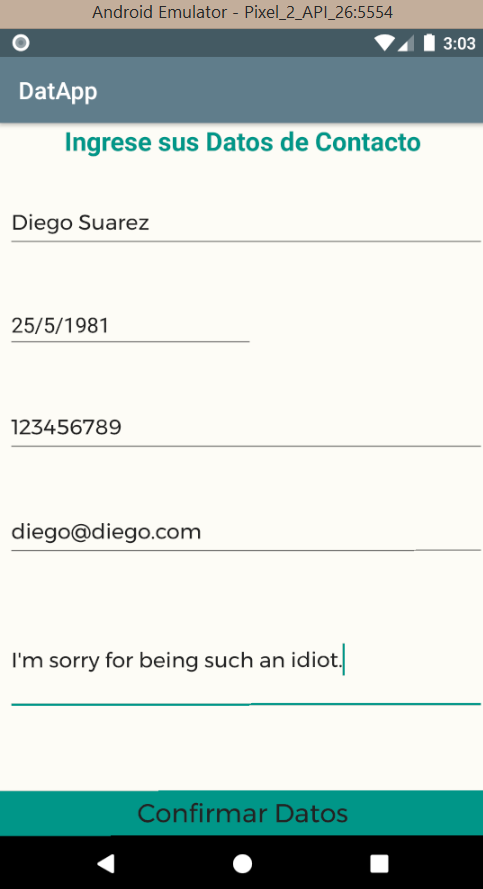 Android Emulator - Pixel_2_API_26:5554
3:03
DatApp
Ingrese sus Datos de Contacto
Diego Suarez
25/5/1981
123456789
diego@diego.com
I'm sorry for being such an idiot.
Confirmar Datos